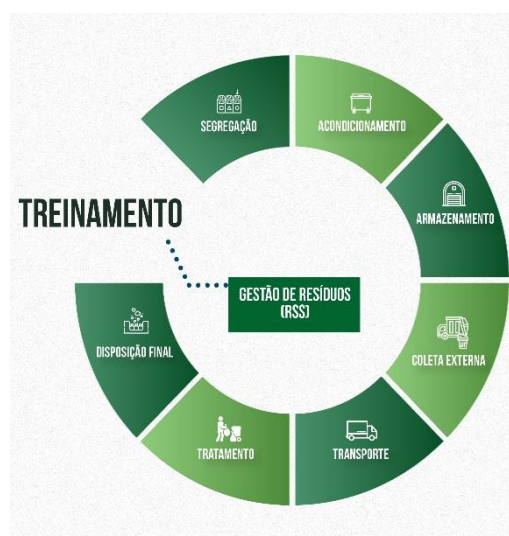 SEGREGAÇÃO
ACONDICIONAMENTO
ARMAZENAMENTO
COLETA EXTERNA
TRANSPORTE
TRATAMENTO
DISPOSIÇÃO FINAL
TREINAMENTO
GESTÃO DE RESÍDUOS
(RSS)